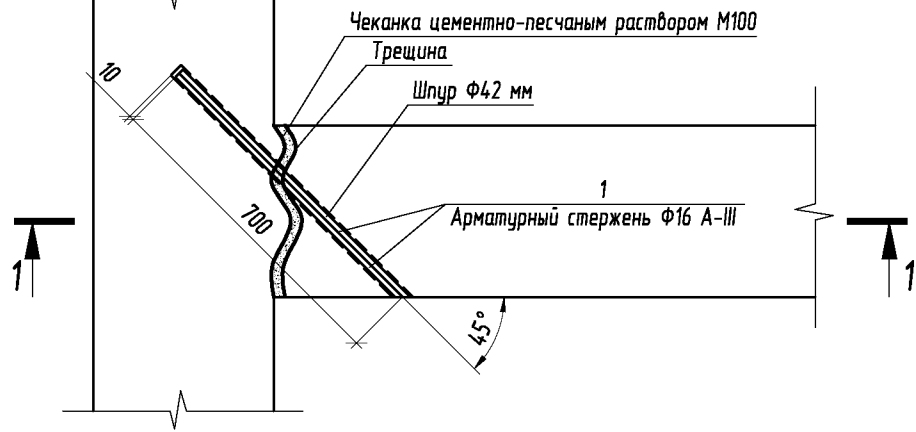 Чеканка цементно-песчаным раствором М100
Трещина
Шпур Ф42 мм
10
700
1
Арматурный стержень Ф16 А-III
1
1
45°